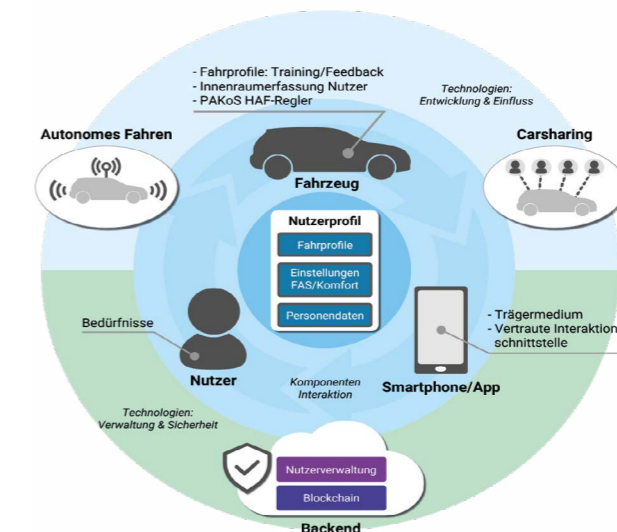 - Fahrprofile: Training/Feedback
- Innenraumerfassung Nutzer
- PAKoS HAF-Regler
Technologien:
Entwicklung & Einfluss
Autonomes Fahren
Carsharing
Fahrzeug
Nutzerprofil
Fahrprofile
Einstellungen
FAS/Komfort
Personendaten
Bedürfnisse
- Trägermedium
- Vertraute Interaktion
schnittstelle
Nutzer
Komponenten
Interaktion
Smartphone/App
Technologien:
Verwaltung & Sicherheit
Nutzerverwaltung
Blockchain
Backend